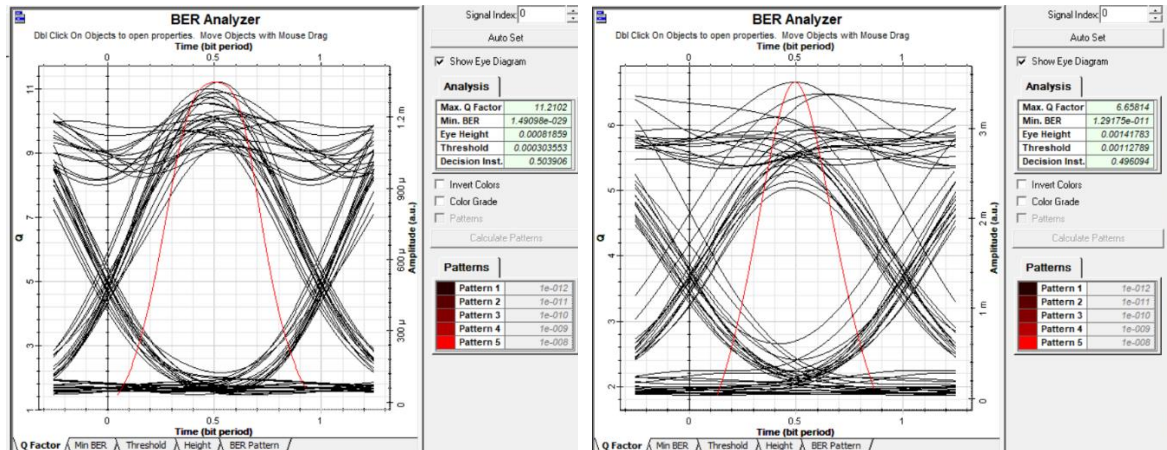 BER Analyzer
Dbl Click On Objects to open properties. Move Objects with Mouse Drag
Time (bit period)
0 0.5 1
11
9
7
5
3
1
Q
1.2 m
900 µ
600 µ
300 µ
0
Amplitude (a.u.)
0 0.5 1
Time (bit period)
Q Factor Min BER Threshold Height BER Pattern
Signal Index: 0
Auto Set
Show Eye Diagram
Analysis
Max. Q Factor 11.2102
Min. BER 1.49098e-029
Eye Height 0.00081859
Threshold 0.000303553
Decision Inst. 0.503906
Invert Colors
Color Grade
Patterns
Calculate Patterns
Patterns
Pattern 1 1e-012
Pattern 2 1e-011
Pattern 3 1e-010
Pattern 4 1e-009
Pattern 5 1e-008
BER Analyzer
Dbl Click On Objects to open properties. Move Objects with Mouse Drag
Time (bit period)
0 0.5 1
6
5
4
3
2
Q
3 m
2 m
1 m
0
Amplitude (a.u.)
0 0.5 1
Time (bit period)
Q Factor Min BER Threshold Height BER Pattern
Signal Index: 0
Auto Set
Show Eye Diagram
Analysis
Max. Q Factor 6.65814
Min. BER 1.29175e-011
Eye Height 0.00141783
Threshold 0.00112789
Decision Inst. 0.496094
Invert Colors
Color Grade
Patterns
Calculate Patterns
Patterns
Pattern 1 1e-012
Pattern 2 1e-011
Pattern 3 1e-010
Pattern 4 1e-009
Pattern 5 1e-008